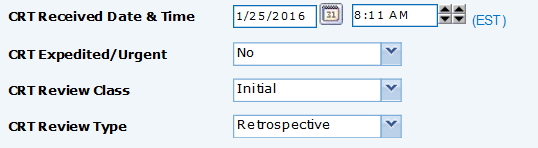 CRT Received Date & Time 1/25/2016 31 8:11 AM (EST)
CRT Expedited/Urgent No
CRT Review Class Initial
CRT Review Type Retrospective